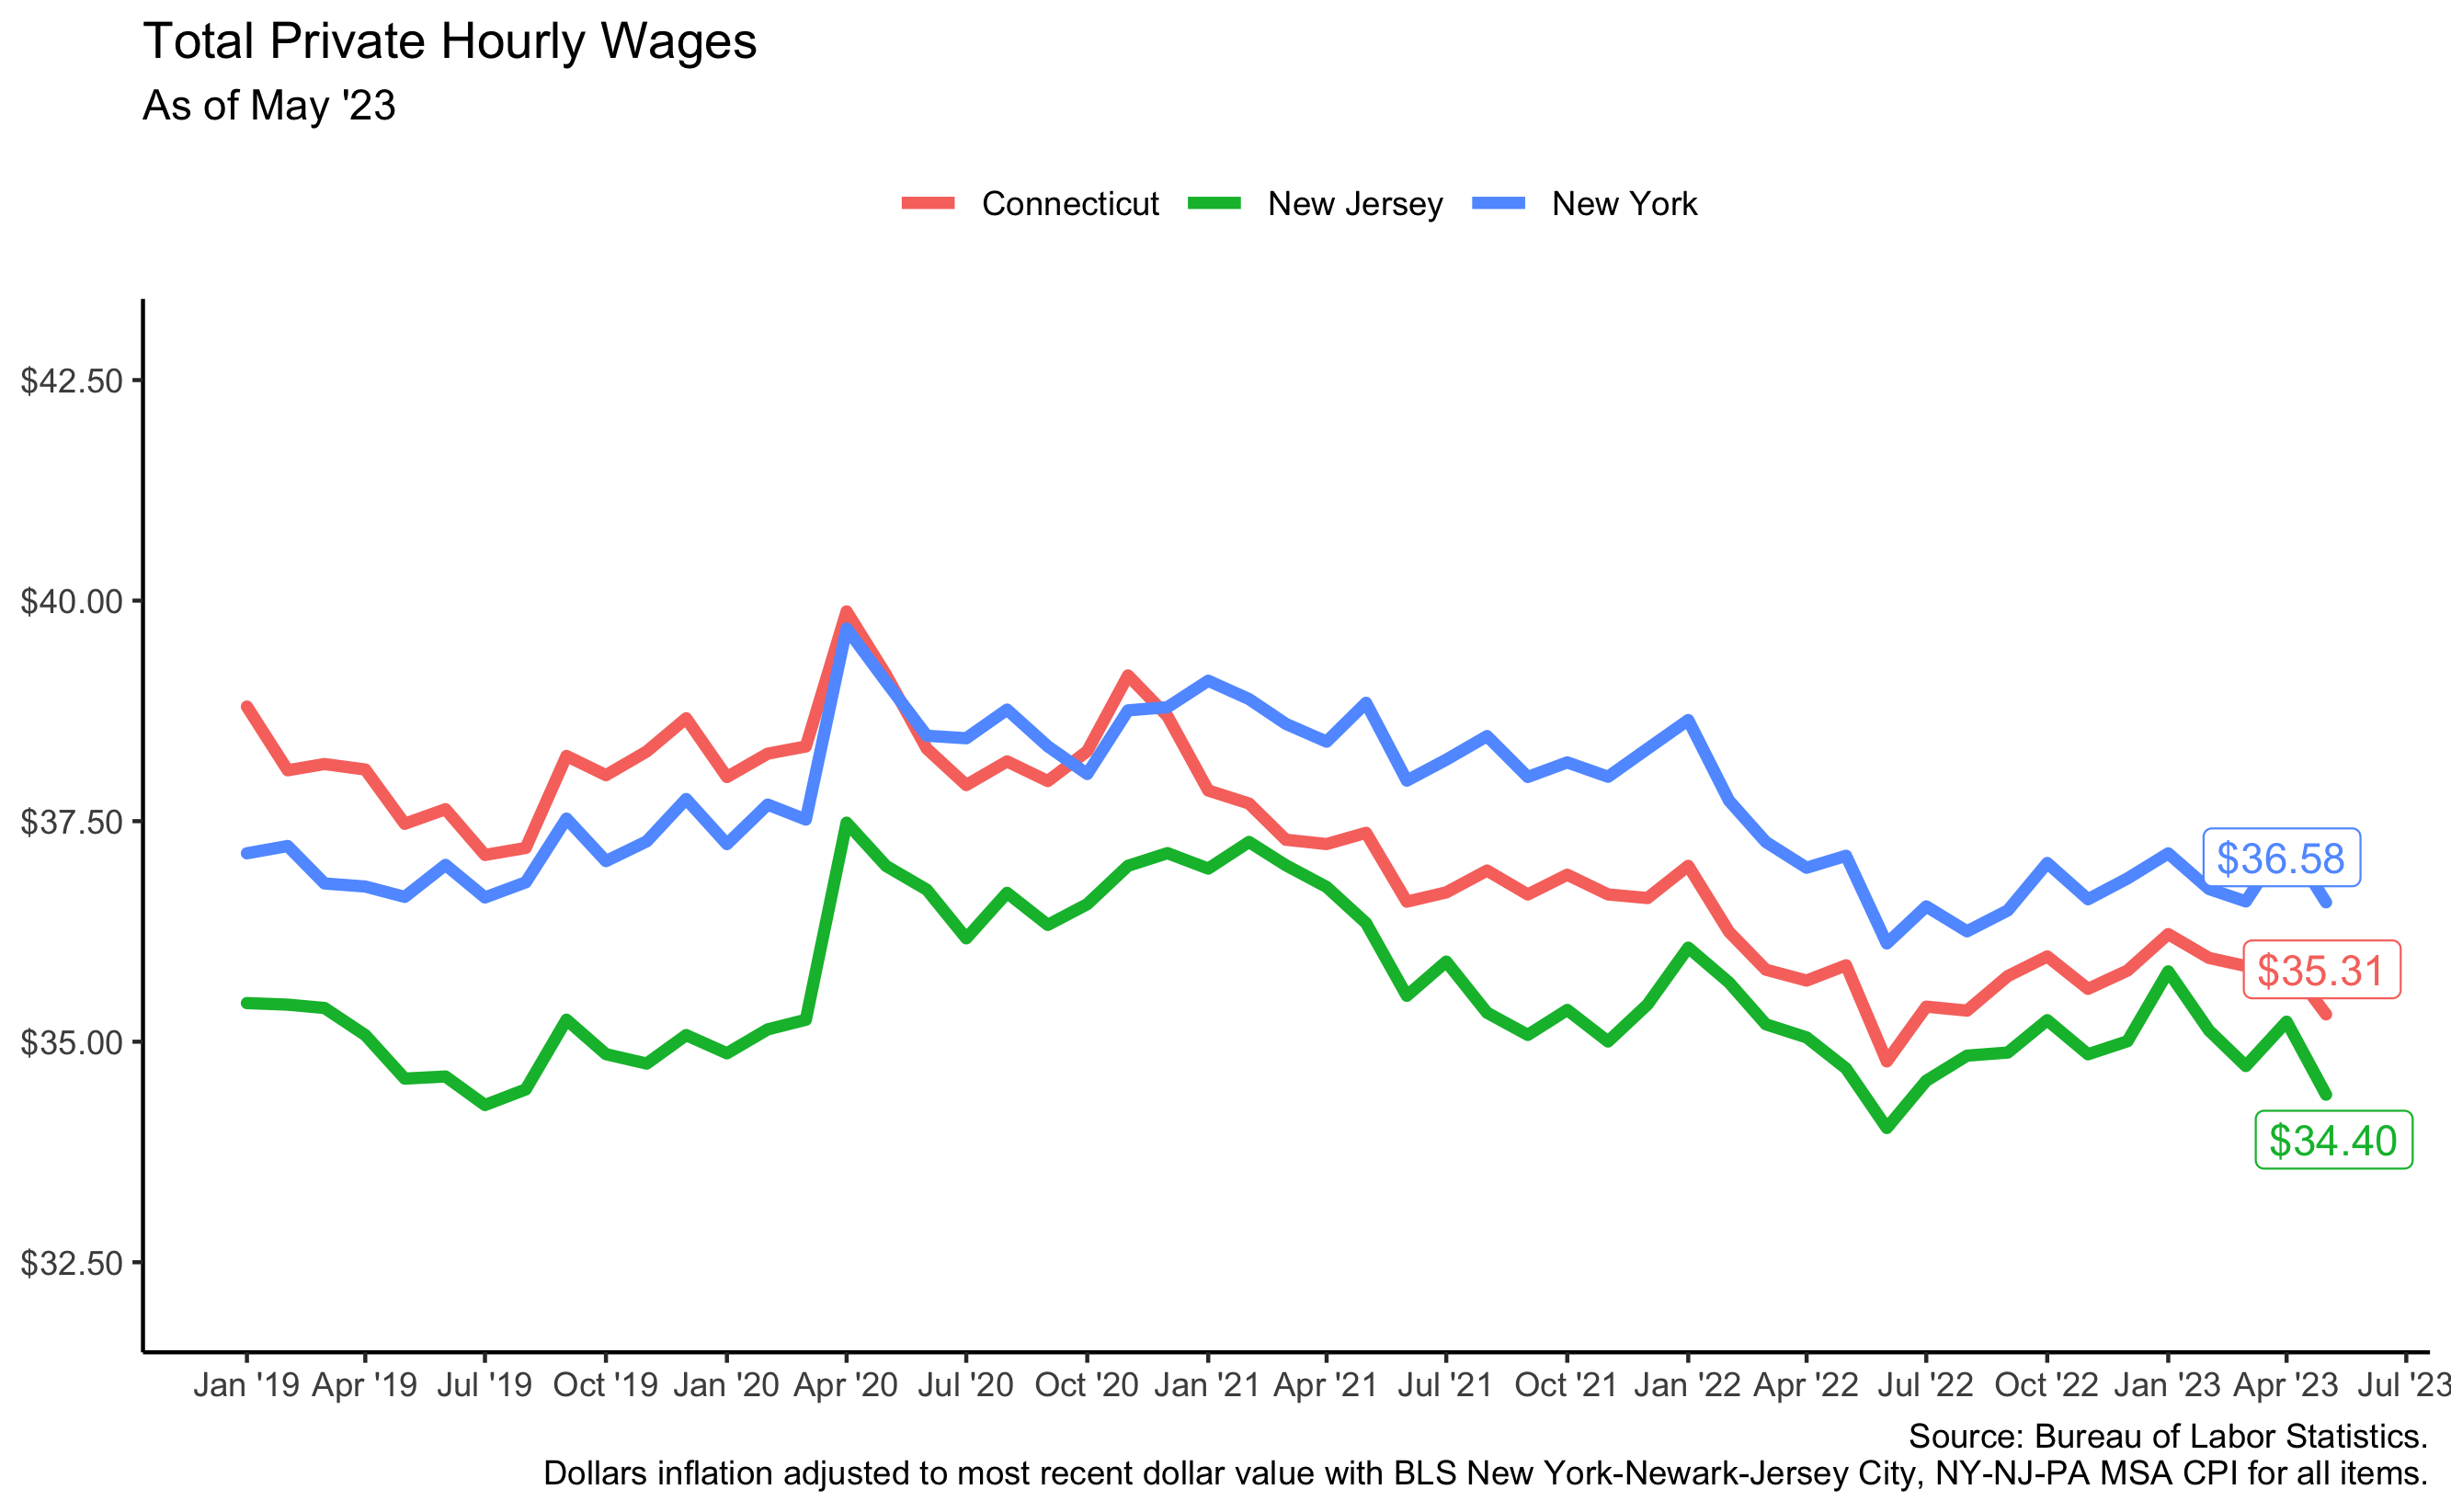 Total Private Hourly Wages
As of May '23
Connecticut New Jersey New York
$42.50
$40.00
$37.50
$35.00
$32.50
$36.58
$35.31
$34.40
Jan '19 Apr '19 Jul '19 Oct '19 Jan '20 Apr '20 Jul '20 Oct '20 Jan '21 Apr '21 Jul '21 Oct '21 Jan '22 Apr '22 Jul '22 Oct '22 Jan '23 Apr '23 Jul '23
Source: Bureau of Labor Statistics.
Dollars inflation adjusted to most recent dollar value with BLS New York-Newark-Jersey City, NY-NJ-PA MSA CPI for all items.